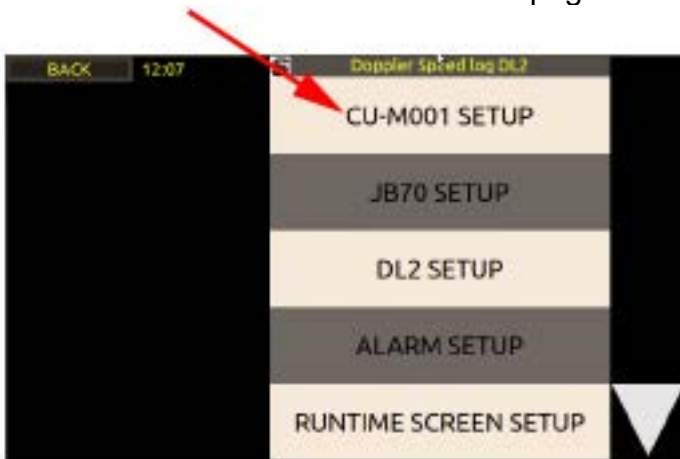 BACK 12:07 Doppler Speed log DL2
CU-M001 SETUP
JB70 SETUP
DL2 SETUP
ALARM SETUP
RUNTIME SCREEN SETUP